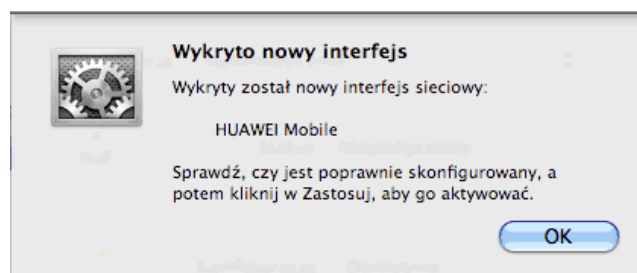 Wykryto nowy interfejs
Wykryty został nowy interfejs sieciowy:
HUAWEI Mobile
Sprawdź, czy jest poprawnie skonfigurowany, a
potem kliknij w Zastosuj, aby go aktywować.
OK